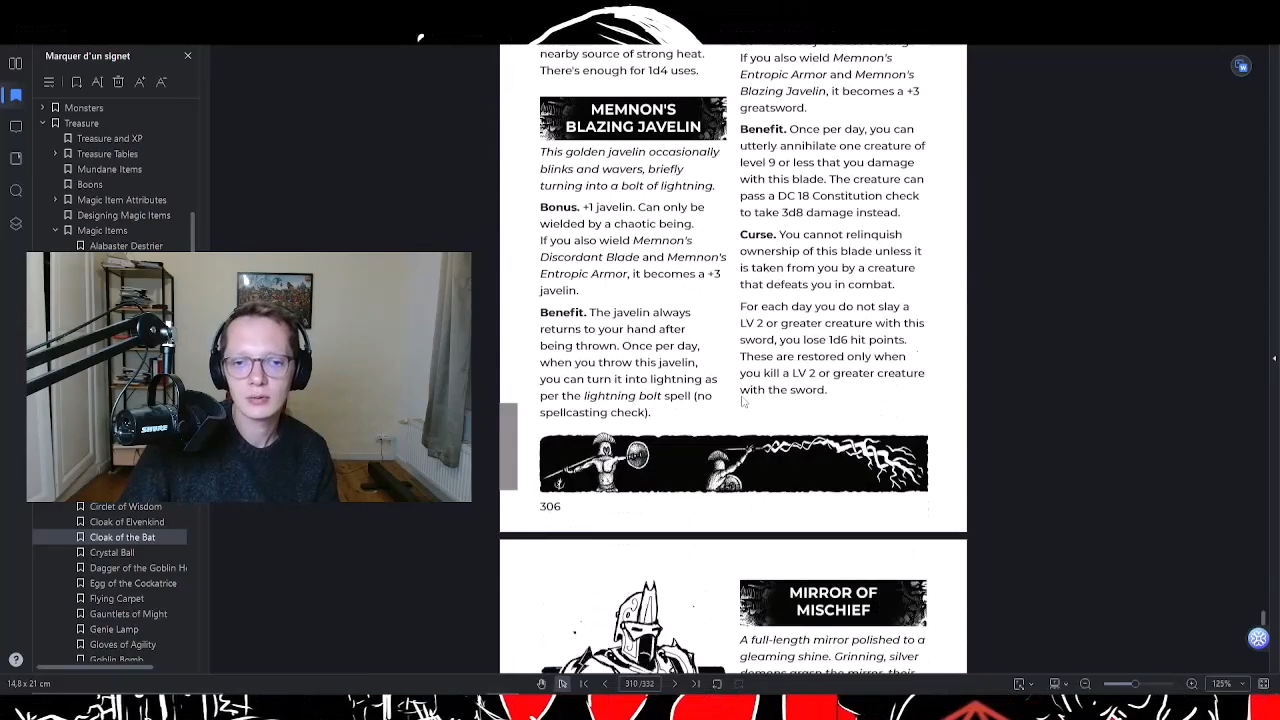 Marquer d'un signet
Monsters
Treasure
Treasure and XP
Treasure Tables
Mundane Items
Boons
Magic Item Attributes
Designing Magic Items
Magic Items
Alabaster Destrier
Circlet of Wisdom
Cloak of Elvenkind
Cloak of the Bat
Crystal Ball
Dagger of the Goblin H
Egg of the Cockatrice
Flying Carpet
Gauntlets of Might
Genie Lamp
Gloves of Agility
Goblin Bomb
14,8 x 21 cm
SHURE
nearby source of strong heat.
There's enough for 1d4 uses.
MEMNON'S
BLAZING JAVELIN
This golden javelin occasionally
blinks and wavers, briefly
turning into a bolt of lightning.
Bonus. +1 javelin. Can only be
wielded by a chaotic being.
If you also wield Memnon's
Discordant Blade and Memnon's
Entropic Armor, it becomes a +3
javelin.
Benefit. The javelin always
returns to your hand after
being thrown. Once per day,
when you throw this javelin,
you can turn it into lightning as
per the lightning bolt spell (no
spellcasting check).
If you also wield Memnon's
Entropic Armor and Memnon's
Blazing Javelin, it becomes a +3
greatsword.
Benefit. Once per day, you can
utterly annihilate one creature of
level 9 or less that you damage
with this blade. The creature can
pass a DC 18 Constitution check
to take 3d8 damage instead.
Curse. You cannot relinquish
ownership of this blade unless it
is taken from you by a creature
that defeats you in combat.
For each day you do not slay a
LV 2 or greater creature with this
sword, you lose 1d6 hit points.
These are restored only when
you kill a LV 2 or greater creature
with the sword.
306
MIRROR OF
MISCHIEF
A full-length mirror polished to a
gleaming shine. Grinning, silver
demons grasp the mirror, their
310 /332
125%